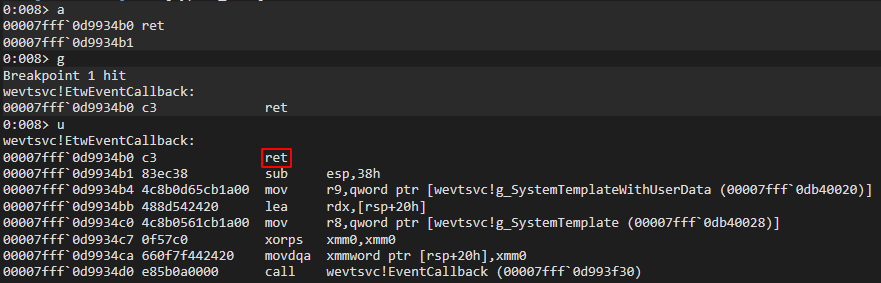 0:008> a
00007fff`0d9934b0 ret
00007fff`0d9934b1
0:008> g
Breakpoint 1 hit
wevtsvc!EtwEventCallback:
00007fff`0d9934b0 c3 ret
0:008> u
wevtsvc!EtwEventCallback:
00007fff`0d9934b0 c3 ret
00007fff`0d9934b1 83ec38 sub esp,38h
00007fff`0d9934b4 4c8b0d65cb1a00 mov r9,qword ptr [wevtsvc!g_SystemTemplateWithUserData (00007fff`0db40020)]
00007fff`0d9934bb 488d542420 lea rdx,[rsp+20h]
00007fff`0d9934c0 4c8b0561cb1a00 mov r8,qword ptr [wevtsvc!g_SystemTemplate (00007fff`0db40028)]
00007fff`0d9934c7 0f57c0 xorps xmm0,xmm0
00007fff`0d9934ca 660f7f442420 movdqa xmmword ptr [rsp+20h],xmm0
00007fff`0d9934d0 e85b0a0000 call wevtsvc!EventCallback (00007fff`0d993f30)